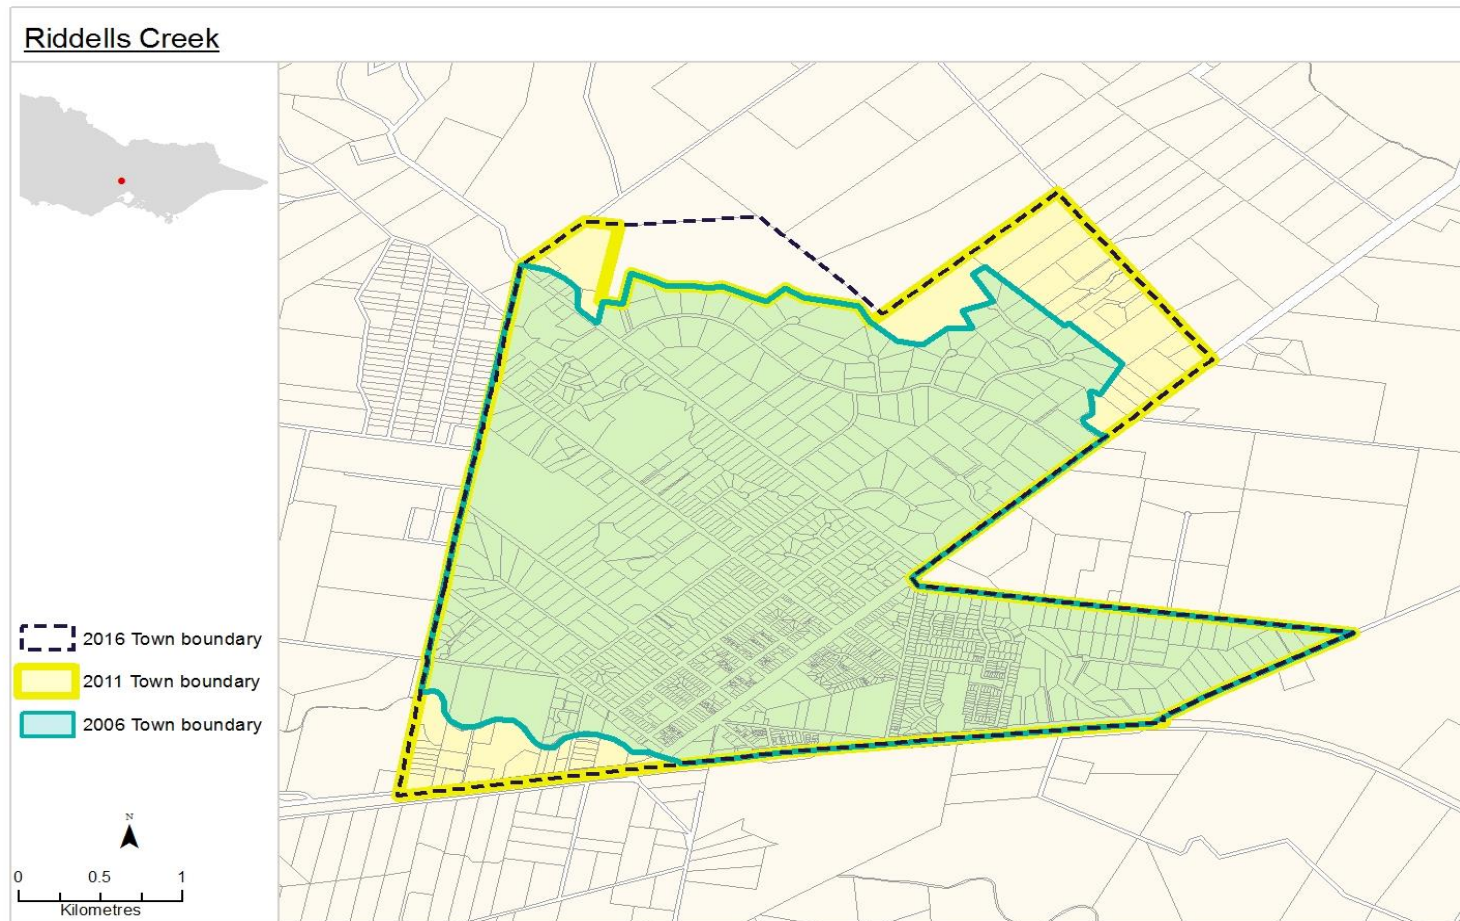 Riddells Creek
2016 Town boundary
2011 Town boundary
2006 Town boundary
N
0 0.5 1
Kilometres